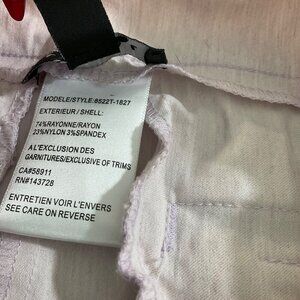 MODELE/STYLE:8522T-1827
EXTERIEUR/SHELL:
74%RAYONNE/RAYON
23%NYLON 3%SPANDEX
A L'EXCLUSION DES
GARNITURES/EXCLUSIVE OF TRIMS
CA#58911
RN#143728
ENTRETIEN VOIR L'ENVERS
SEE CARE ON REVERSE